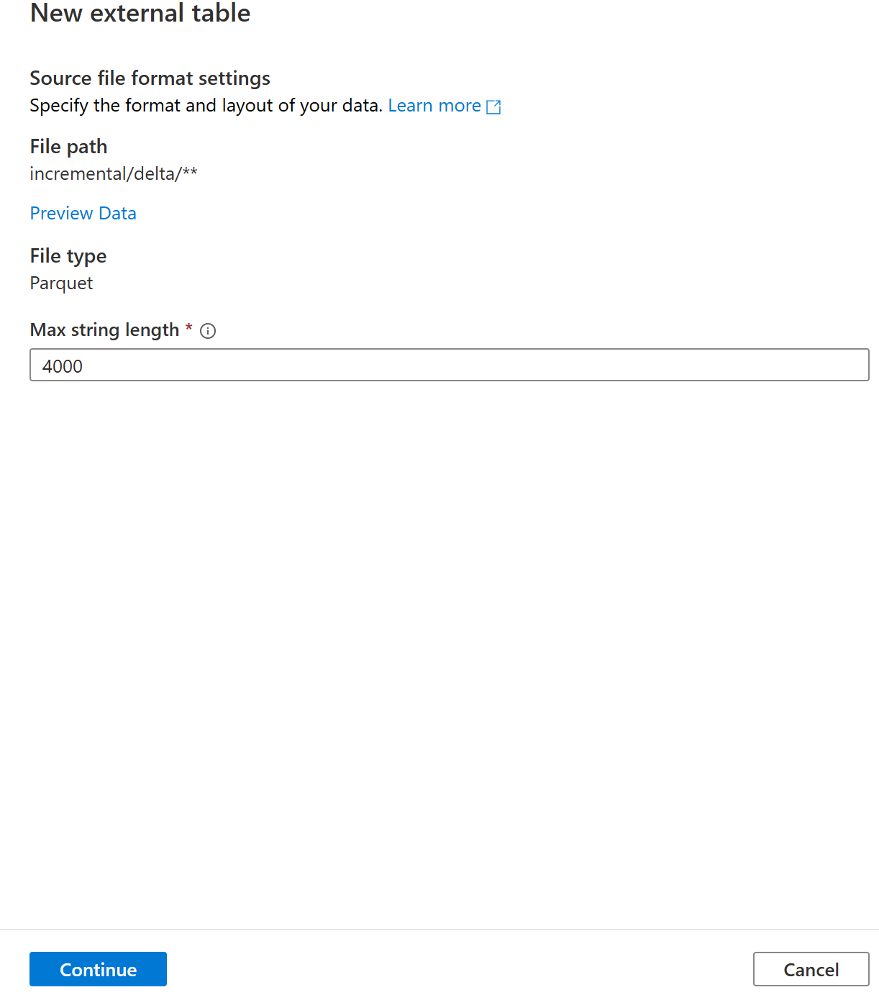 New external table
Source file format settings
Specify the format and layout of your data. Learn more
File path
incremental/delta/**
Preview Data
File type
Parquet
Max string length *
4000
Continue
Cancel